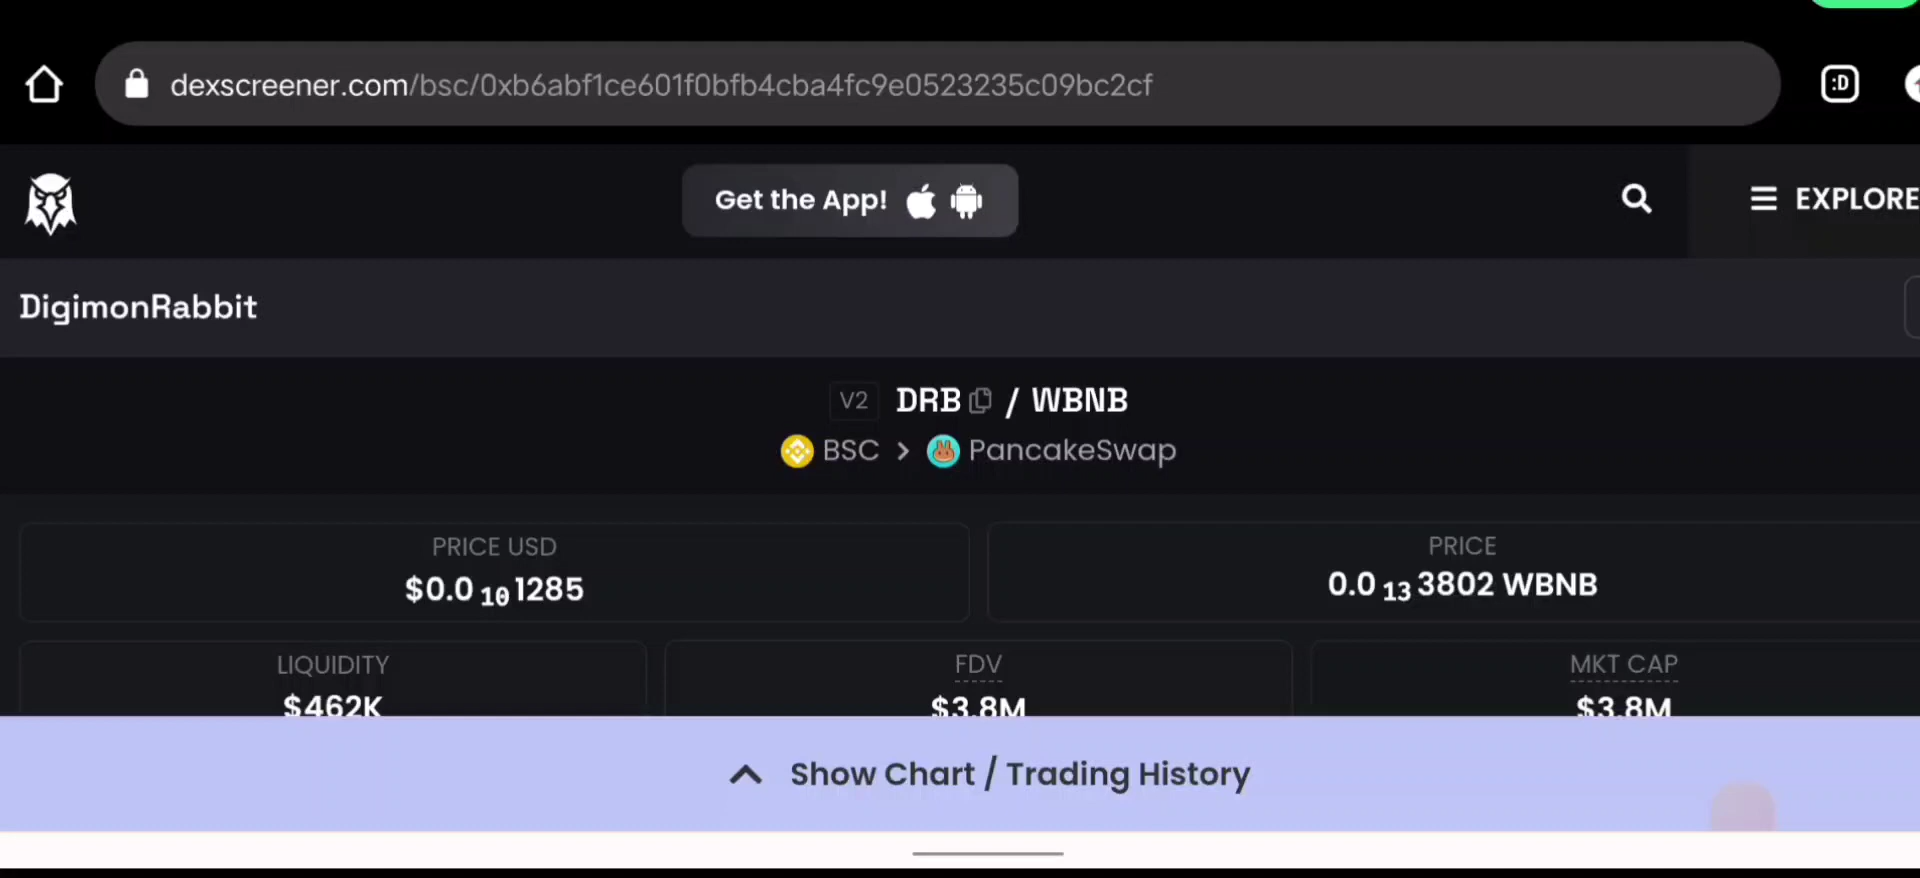 dexscreener.com/bsc/0xb6abf1ce601f0bfb4cba4fc9e0523235c09bc2cf
:D
Get the App!
EXPLORE
DigimonRabbit
V2 DRB / WBNB
BSC > PancakeSwap
PRICE USD
$0.0 10 1285
PRICE
0.0 13 3802 WBNB
LIQUIDITY
$462K
FDV
$3.8M
MKT CAP
$3.8M
Show Chart / Trading History